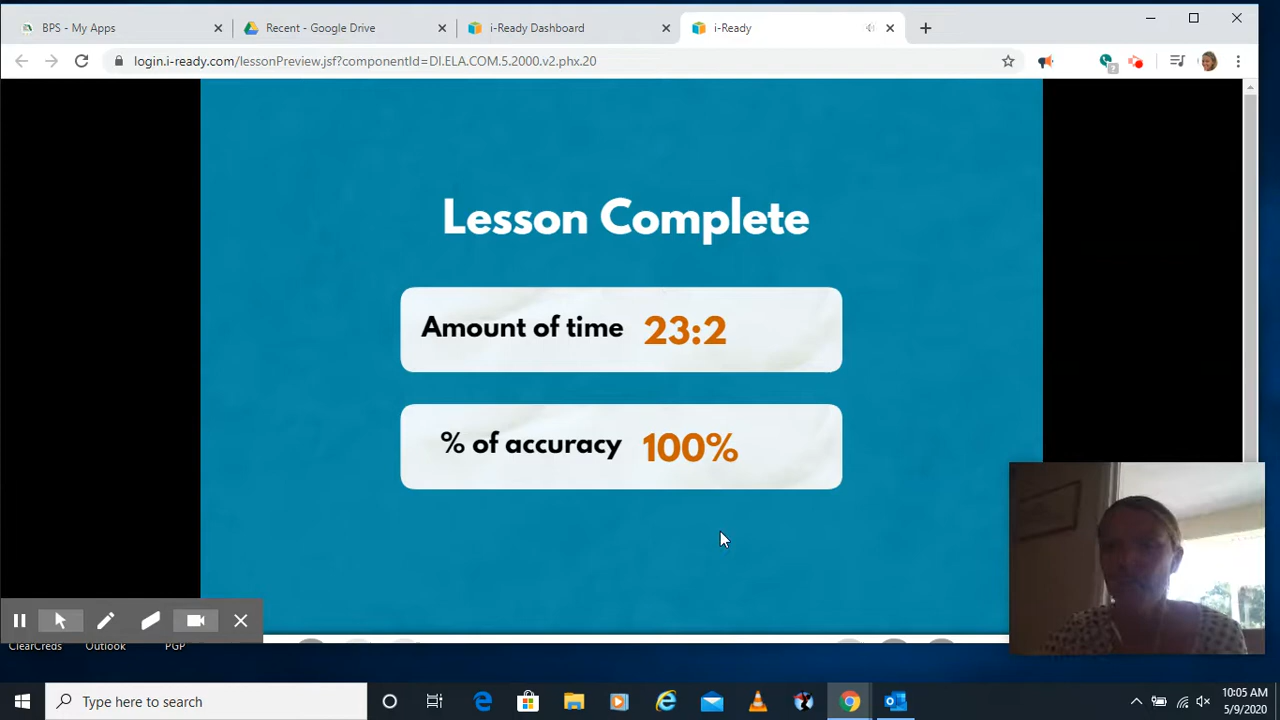 BPS - My Apps
Recent - Google Drive
i-Ready Dashboard
i-Ready
login.i-ready.com/lessonPreview.jsf?componentId=DI.ELA.COM.5.2000.v2.phx.20
Lesson Complete
Amount of time 23:2
% of accuracy 100%
ClearCreds
Outlook
PGP
Type here to search
10:05 AM
5/9/2020